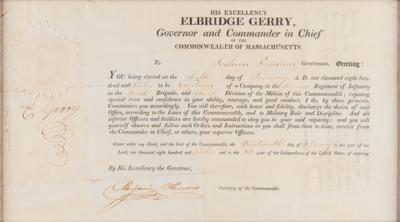 HIS EXCELLENCY
ELBRIDGE GERRY,
Governor and Commander in Chief
OF THE
COMMONWEALTH OF MASSACHUSETTS.
To Gentleman, Greeting:
YOU being elected on the day of A. D. one thousand eight hun-
dred and to be of a Company in the Regiment of Infantry
in the Brigade, and Division of the Militia of this Commonwealth; reposing
special trust and confidence in your ability, courage, and good conduct, I do, by these presents,
Commission you accordingly. You will therefore, with honor and fidelity, discharge the duties of said
Office, according to the Laws of this Commonwealth, and to Military Rule and Discipline. And all
inferior Officers and Soldiers are hereby commanded to obey you in your said capacity; and you will
yourself observe and follow such Orders and Instructions as you shall from time to time, receive from
the Commander in Chief, or others, your superior Officers.
E Gerry
Given under my Hand, and the Seal of the Commonwealth, the day of in the year of our
Lord, one thousand eight hundred and and in the year of the Independence of the United States of America.
By His Excellency the Governor,
Benjamin Homans
Secretary of the Commonwealth.